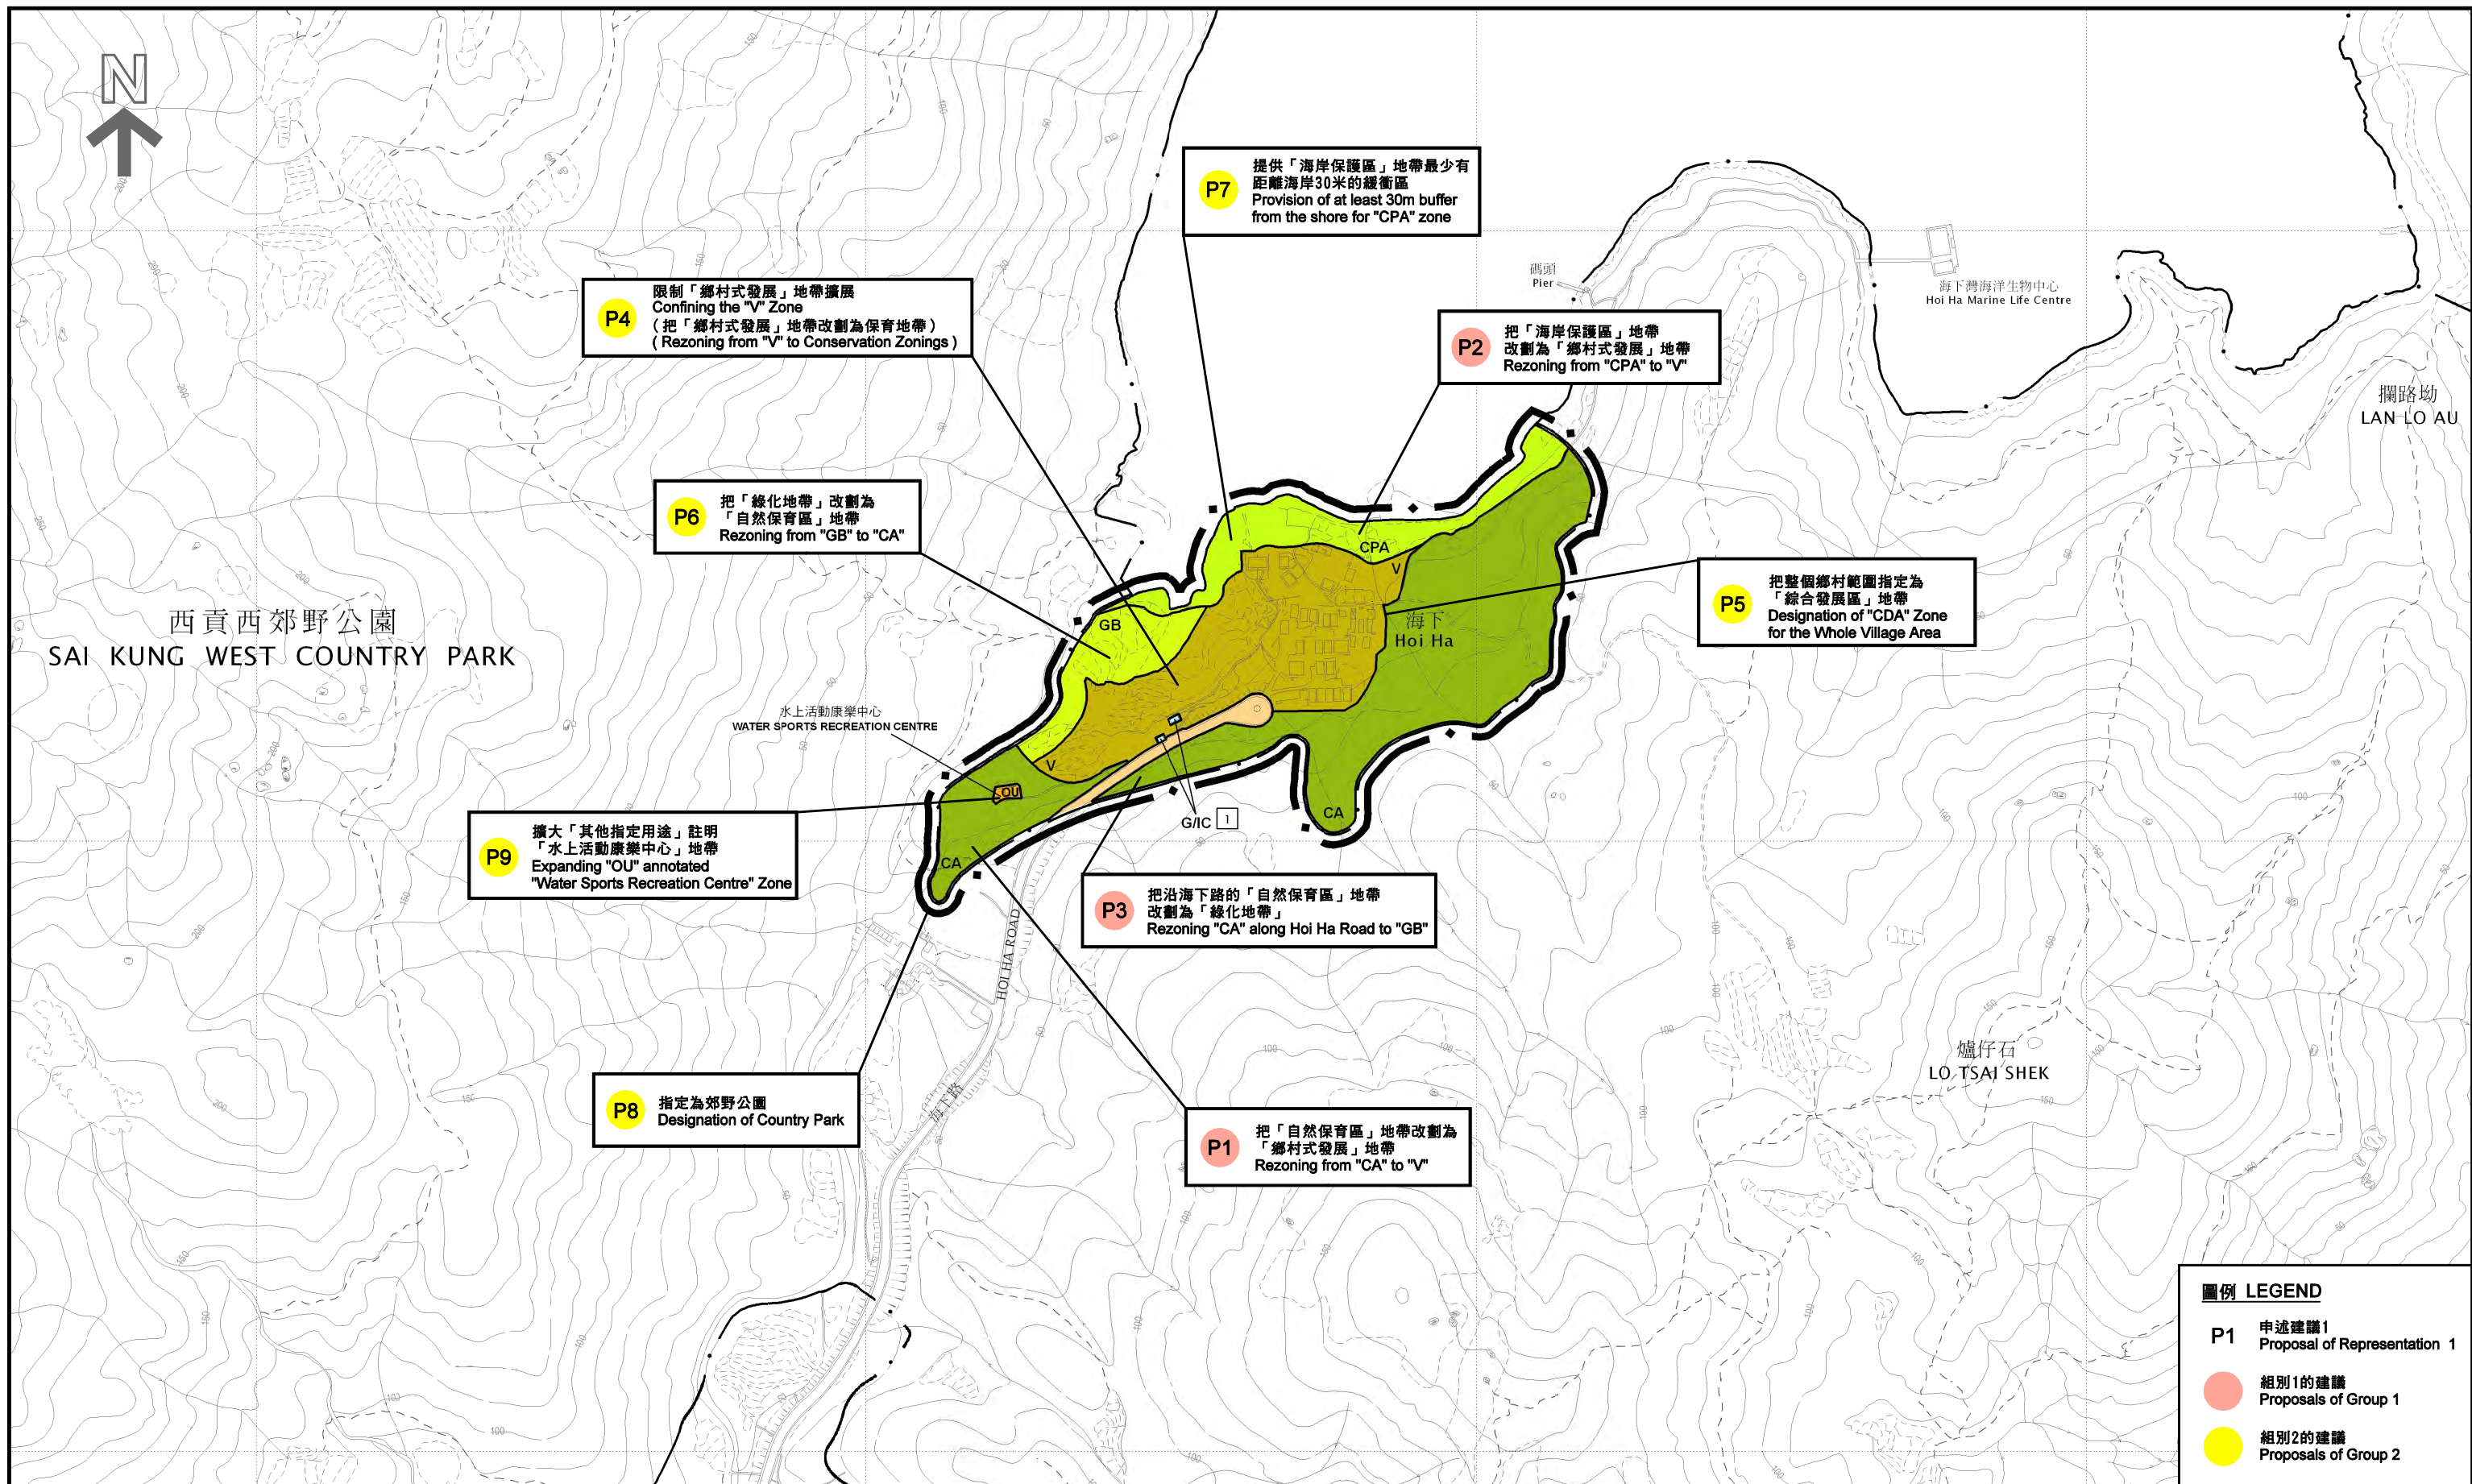 N
P7
提供「海岸保護區」地帶最少有
距離海岸30米的緩衝區
Provision of at least 30m buffer
from the shore for "CPA" zone
碼頭
Pier
海下灣海洋生物中心
Hoi Ha Marine Life Centre
P4
限制「鄉村式發展」地帶擴展
Confining the "V" Zone
(把「鄉村式發展」地帶改劃為保育地帶)
( Rezoning from "V" to Conservation Zonings )
P2
把「海岸保護區」地帶
改劃為「鄉村式發展」地帶
Rezoning from "CPA" to "V"
攔路坳
LAN LO AU
P6
把「綠化地帶」改劃為
「自然保育區」地帶
Rezoning from "GB" to "CA"
CPA
V
P5
把整個鄉村範圍指定為
「綜合發展區」地帶
Designation of "CDA" Zone
for the Whole Village Area
西貢西郊野公園
SAI KUNG WEST COUNTRY PARK
GB
海下
Hoi Ha
水上活動康樂中心
WATER SPORTS RECREATION CENTRE
V
OU
G/IC 1
CA
CA
P9
擴大「其他指定用途」註明
「水上活動康樂中心」地帶
Expanding "OU" annotated
"Water Sports Recreation Centre" Zone
P3
把沿海下路的「自然保育區」地帶
改劃為「綠化地帶」
Rezoning "CA" along Hoi Ha Road to "GB"
HOI HA ROAD
海下路
爐仔石
LO TSAI SHEK
P8
指定為郊野公園
Designation of Country Park
P1
把「自然保育區」地帶改劃為
「鄉村式發展」地帶
Rezoning from "CA" to "V"
圖例 LEGEND
P1
申述建議1
Proposal of Representation 1
組別1的建議
Proposals of Group 1
組別2的建議
Proposals of Group 2